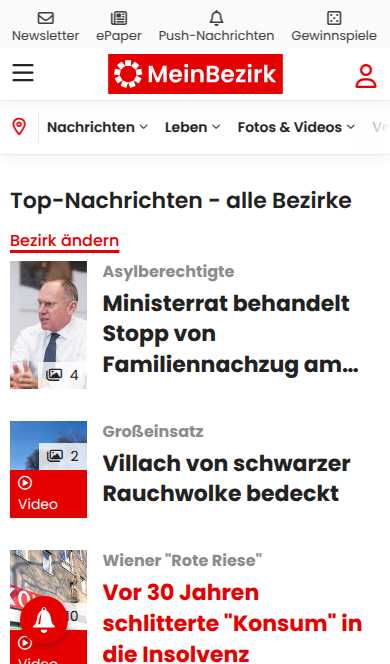 Newsletter ePaper Push-Nachrichten Gewinnspiele
MeinBezirk
Nachrichten Leben Fotos & Videos Ve
Top-Nachrichten - alle Bezirke
Bezirk ändern
Asylberechtigte
Ministerrat behandelt
Stopp von
Familiennachzug am...
4
Großeinsatz
Villach von schwarzer
Rauchwolke bedeckt
2
Video
Wiener "Rote Riese"
Vor 30 Jahren
schlitterte "Konsum" in
die Insolvenz
10
Video